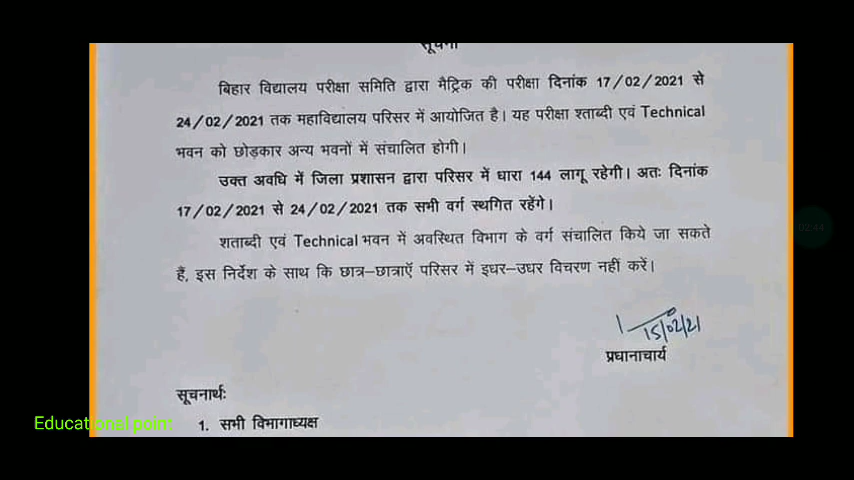 सूचना
बिहार विद्यालय परीक्षा समिति द्वारा मैट्रिक की परीक्षा दिनांक 17/02/2021 से
24/02/2021 तक महाविद्यालय परिसर में आयोजित है। यह परीक्षा श्ताब्दी एवं Technical
भवन को छोड़कार अन्य भवनों में संचालित होगी।
उक्त अवधि में जिला प्रशासन द्वारा परिसर में धारा 144 लागू रहेगी। अतः दिनांक
17/02/2021 से 24/02/2021 तक सभी वर्ग स्थगित रहेंगे।
शताब्दी एवं Technical भवन में अवस्थित विभाग के वर्ग संचालित किये जा सकते
हैं, इस निर्देश के साथ कि छात्र–छात्राऍ परिसर में इधर–उधर विचरण नहीं करें।
15/02/21
प्रधानाचार्य
सूचनार्थः
1. सभी विभागाध्यक्ष
Educational point
02:44